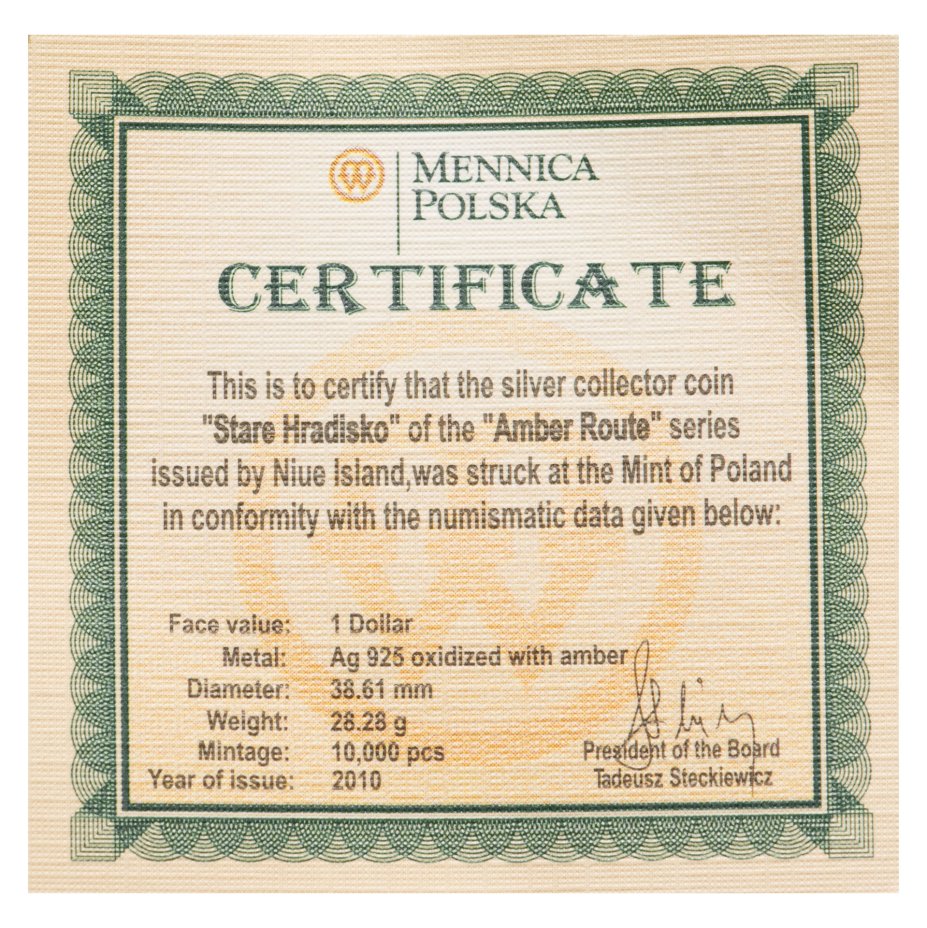 MENNICA
POLSKA
CERTIFICATE
This is to certify that the silver collector coin
"Stare Hradisko" of the "Amber Route" series
issued by Niue Island,was struck at the Mint of Poland
in conformity with the numismatic data given below:
Face value: 1 Dollar
Metal: Ag 925 oxidized with amber
Diameter: 38.61 mm
Weight: 28.28 g
Mintage: 10,000 pcs
Year of issue: 2010
President of the Board
Tadeusz Steckiewicz